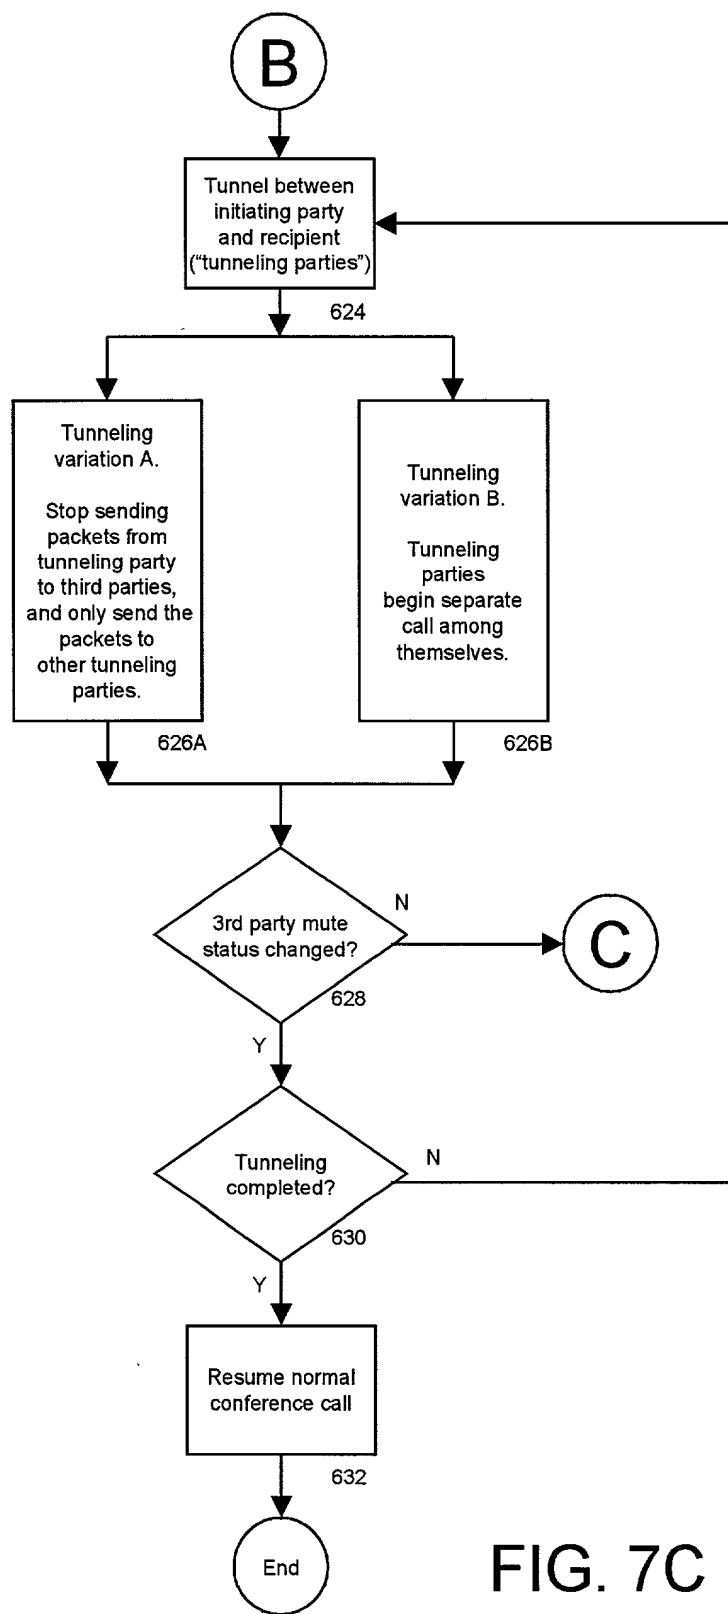 B
Tunnel between
initiating party
and recipient
("tunneling parties")
624
Tunneling
variation A.
Stop sending
packets from
tunneling party
to third parties,
and only send the
packets to
other tunneling
parties.
626A
Tunneling
variation B.
Tunneling
parties
begin separate
call among
themselves.
626B
3rd party mute
status changed?
N
C
628
Y
Tunneling
completed?
N
630
Y
Resume normal
conference call
632
End
FIG. 7C